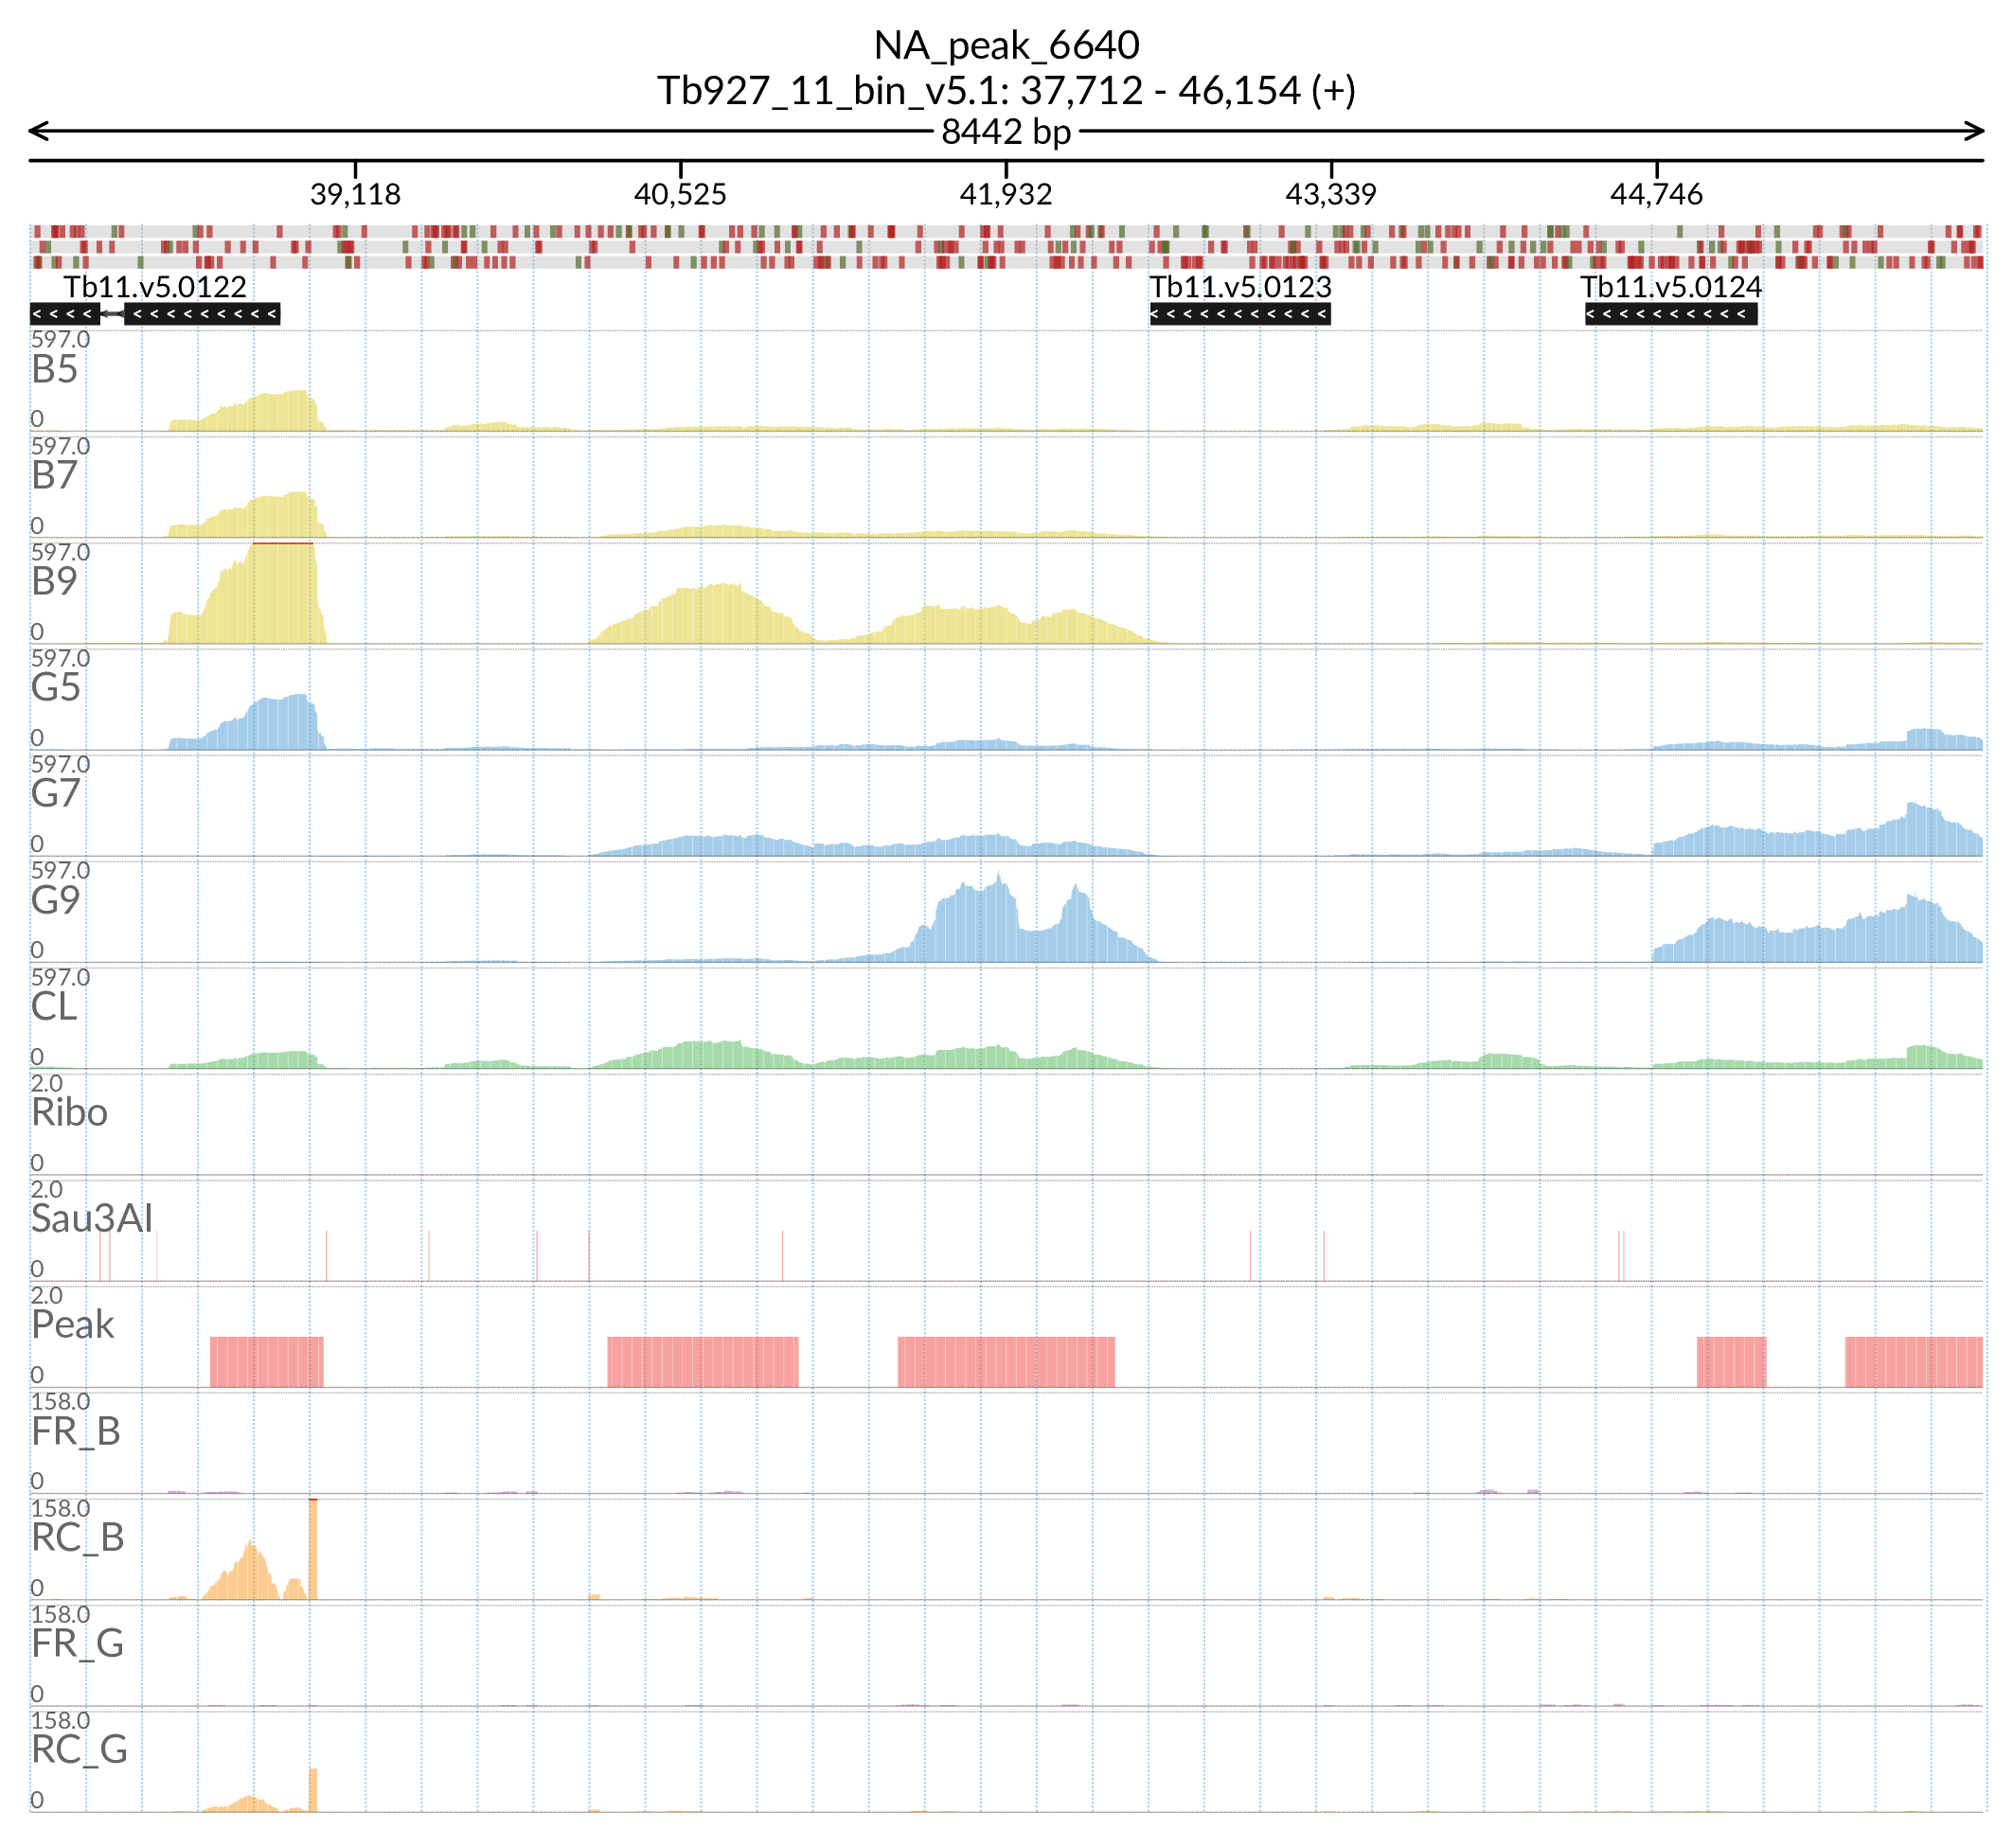 NA_peak_6640
Tb927_11_bin_v5.1: 37,712 - 46,154 (+)
8442 bp
39,118 40,525 41,932 43,339 44,746
Tb11.v5.0122 Tb11.v5.0123 Tb11.v5.0124
597.0
B5
0
597.0
B7
0
597.0
B9
0
597.0
G5
0
597.0
G7
0
597.0
G9
0
597.0
CL
0
2.0
Ribo
0
2.0
Sau3AI
0
2.0
Peak
0
158.0
FR_B
0
158.0
RC_B
0
158.0
FR_G
0
158.0
RC_G
0